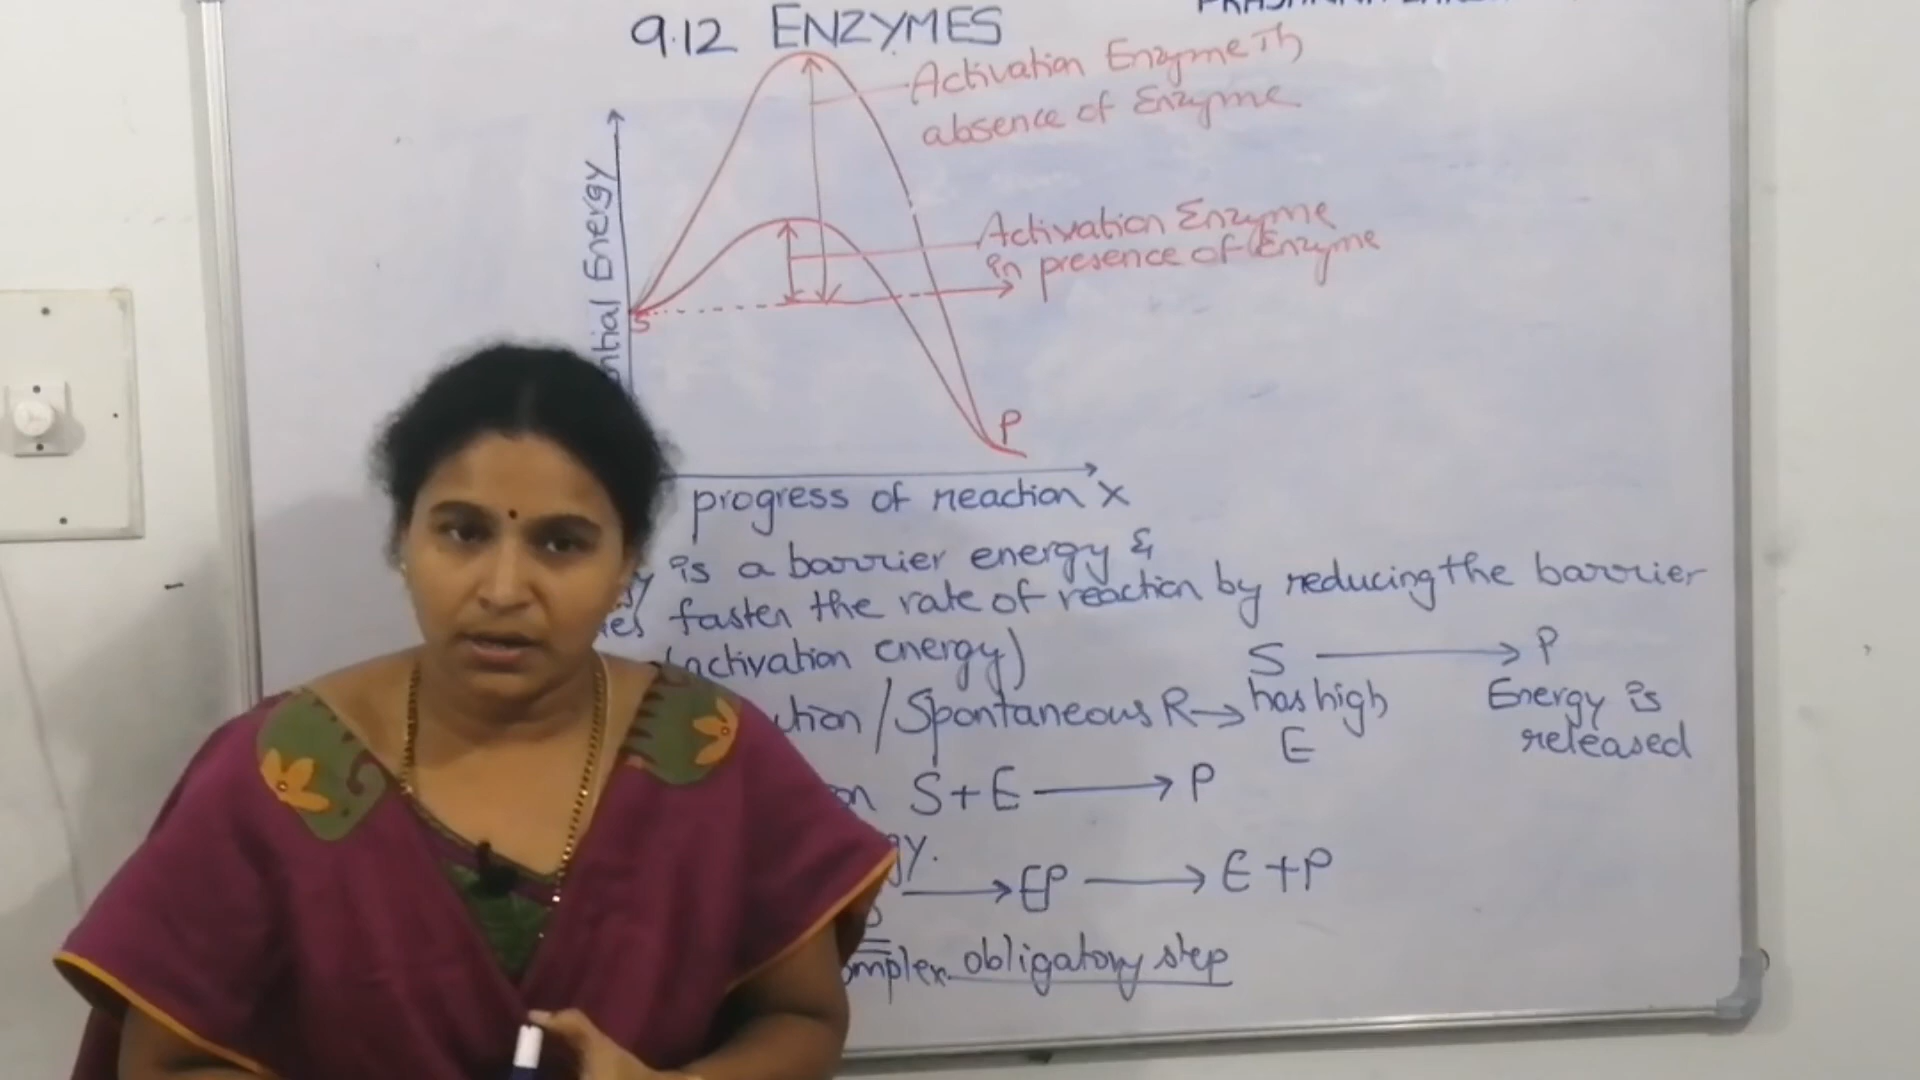 9.12 ENZYMES
Activation Enzyme in
absence of Enzyme
Activation Enzyme
in presence of Enzyme
Energy
S
P
progress of reaction x
is a barrier energy &
fasten the rate of reaction by reducing the barrier
(activation energy)
S → P
/Spontaneous R→ has high Energy is
E released
S+E → P
→ EP → E+P
obligatory step